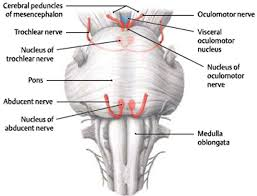 Cerebral peduncles
of mesencephalon
Trochlear nerve
Nucleus of
trochlear nerve
Pons
Abducent nerve
Nucleus of
abducent nerve
Oculomotor nerve
Visceral
oculomotor
nucleus
Nucleus of
oculomotor
nerve
Medulla
oblongata